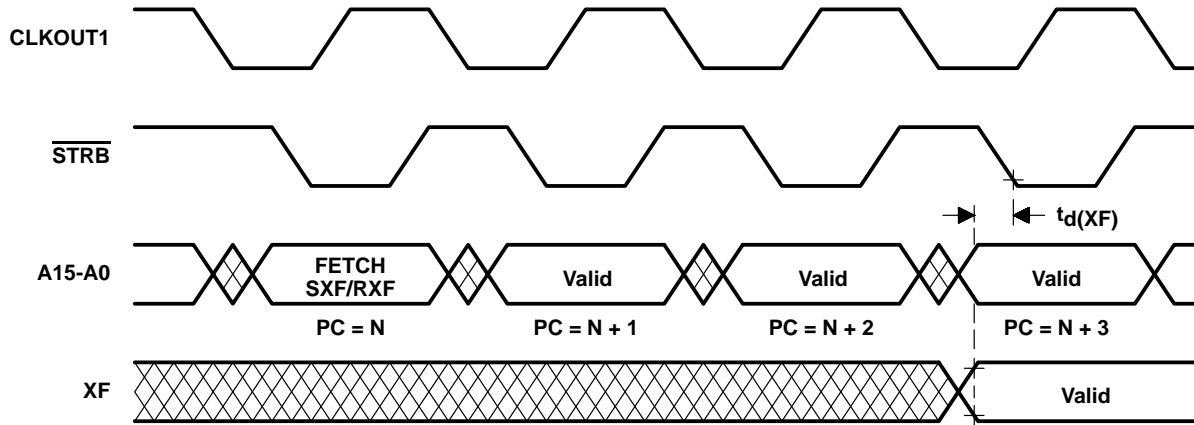 CLKOUT1
STRB
td(XF)
A15-A0
FETCH
SXF/RXF
Valid
Valid
Valid
PC = N
PC = N + 1
PC = N + 2
PC = N + 3
XF
Valid